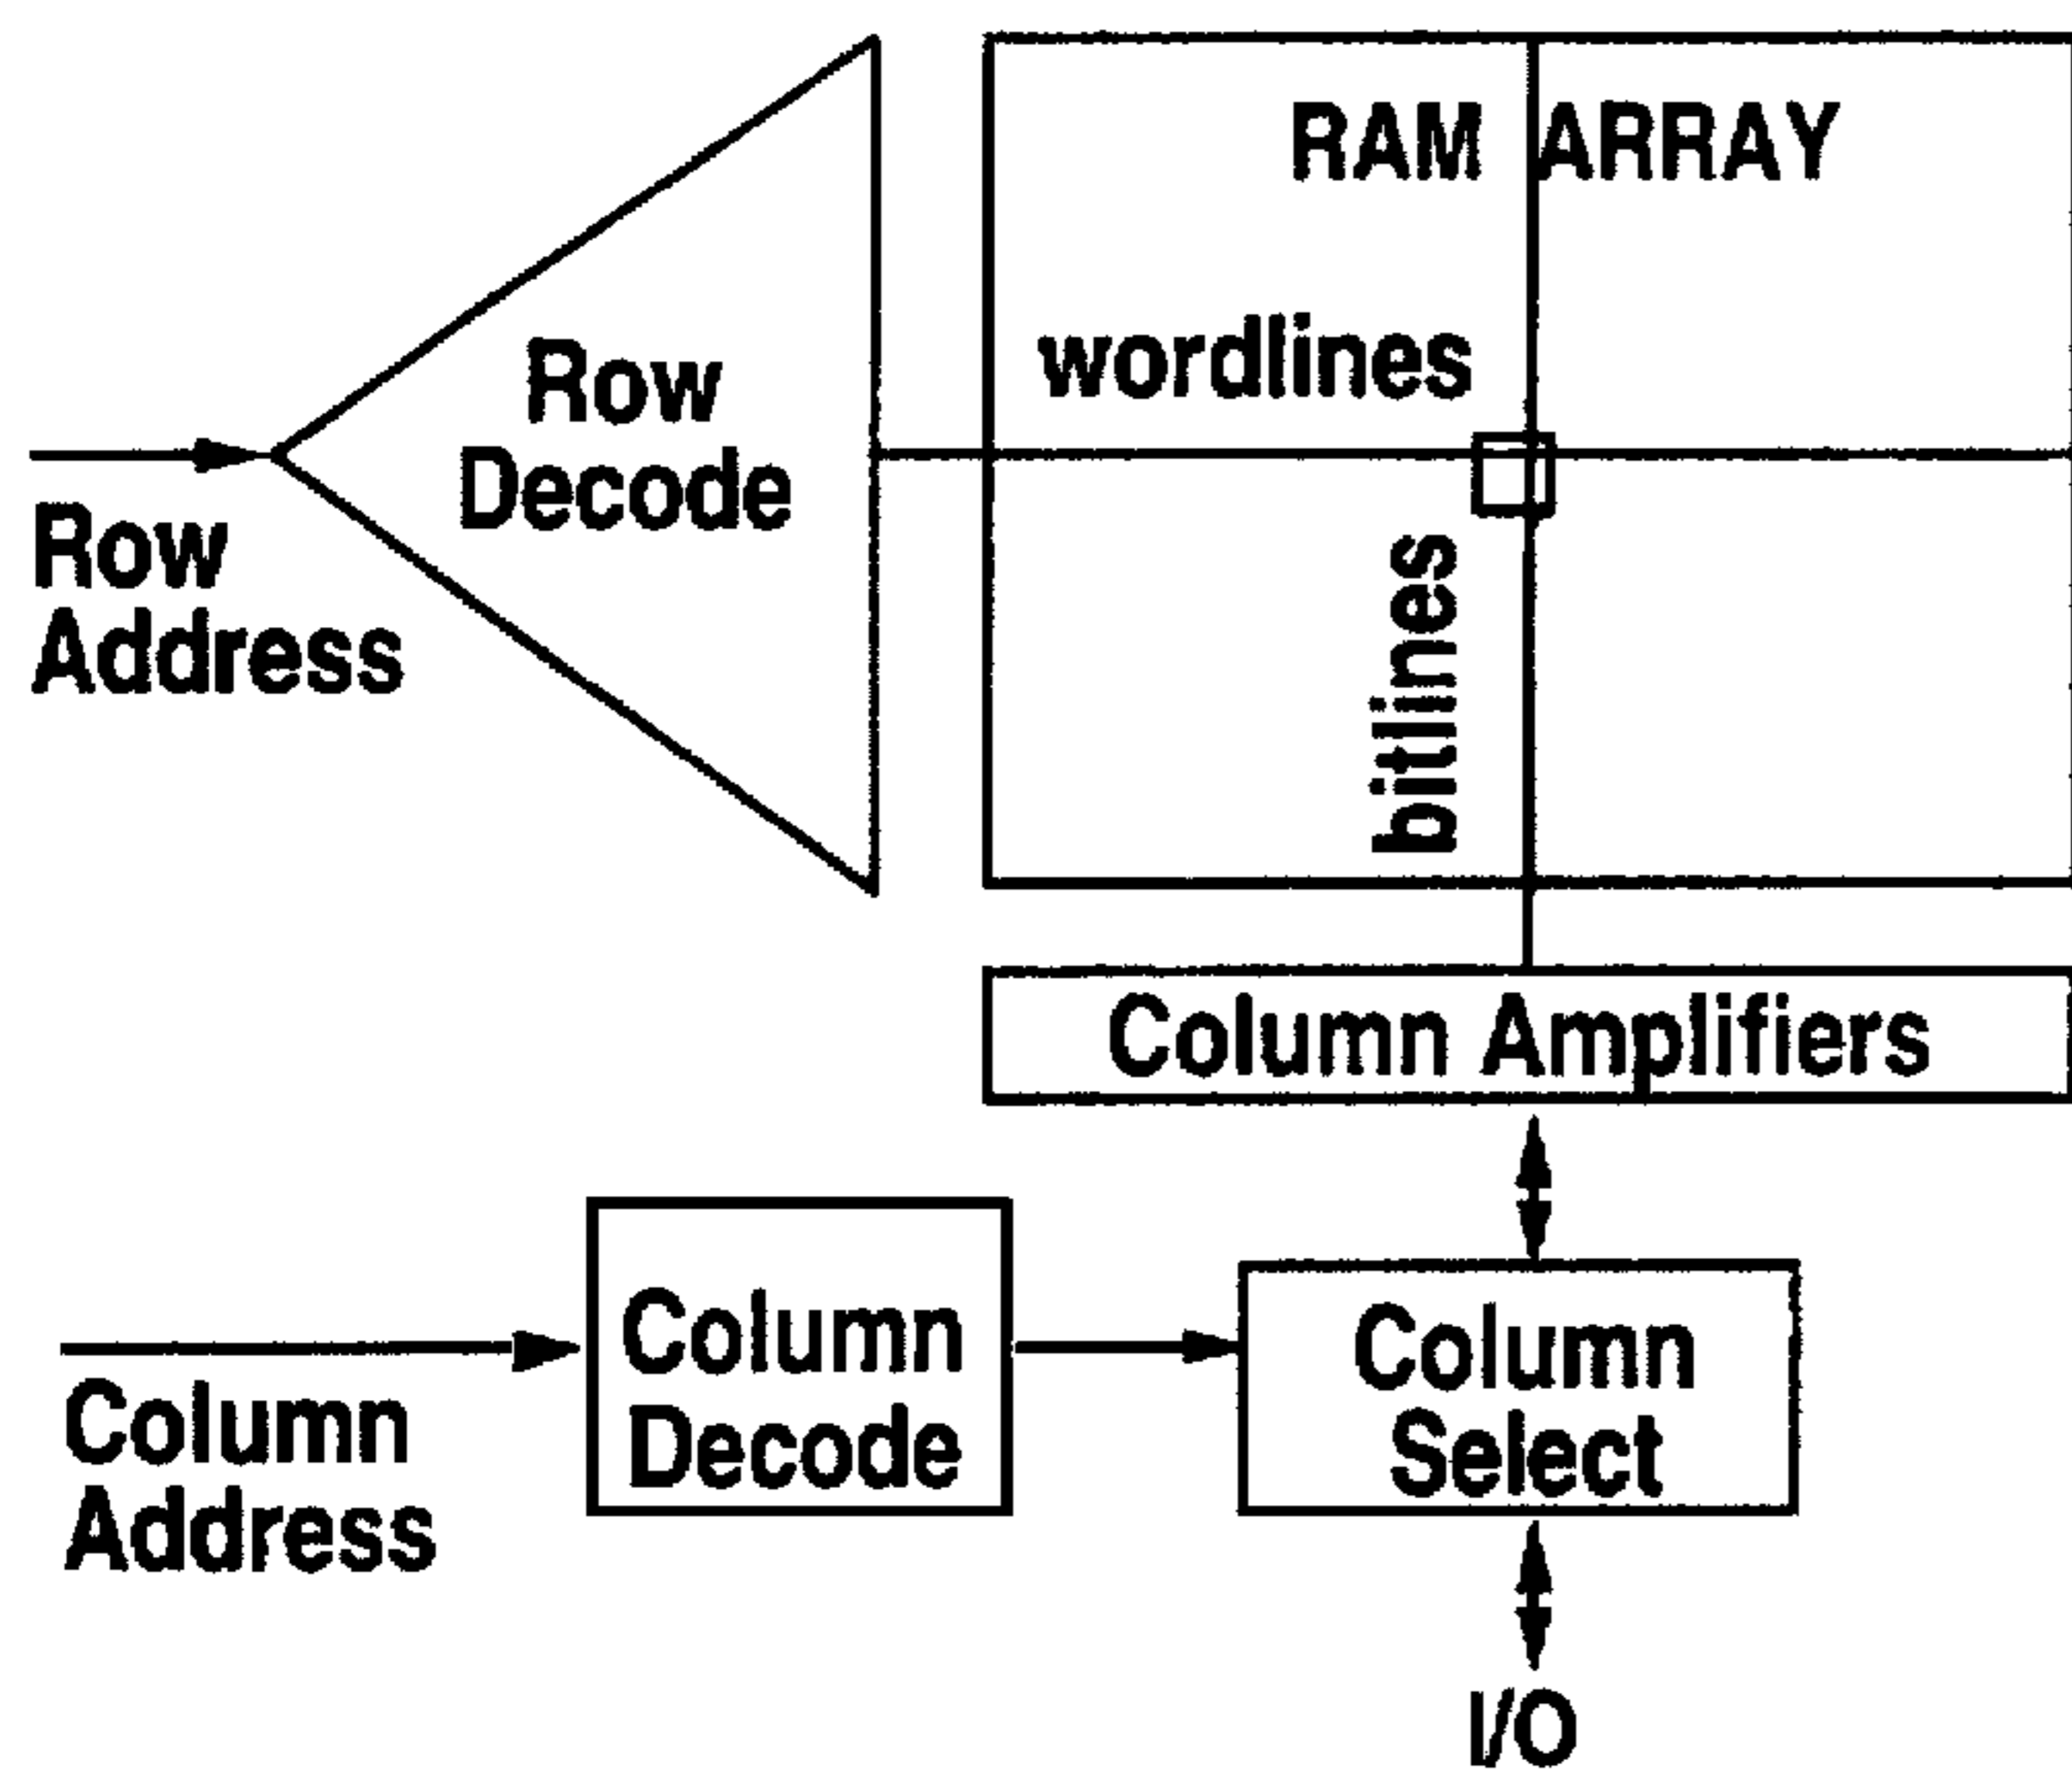 RAM ARRAY
wordlines
Row
Decode
Row
Address
bitlines
Column Amplifiers
Column
Decode
Column
Select
Column
Address
I/O